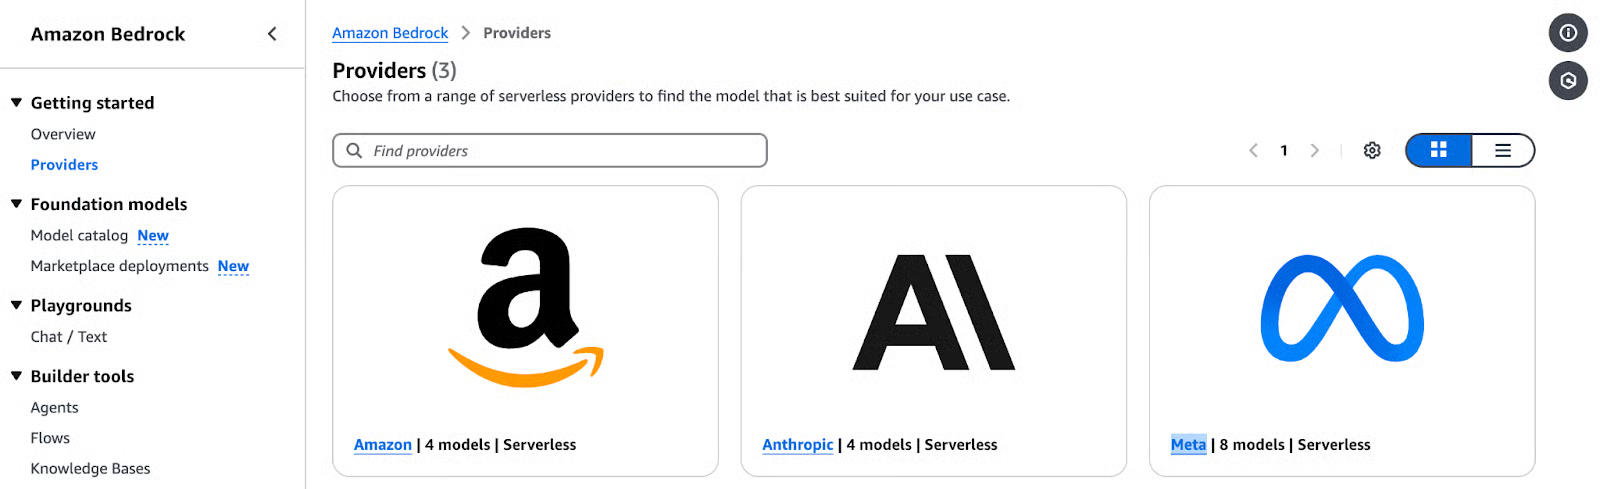 Amazon Bedrock
Getting started
Overview
Providers
Foundation models
Model catalog New
Marketplace deployments New
Playgrounds
Chat / Text
Builder tools
Agents
Flows
Knowledge Bases
Amazon Bedrock > Providers
Providers (3)
Choose from a range of serverless providers to find the model that is best suited for your use case.
Find providers
1
a
Amazon | 4 models | Serverless
A\
Anthropic | 4 models | Serverless
Meta | 8 models | Serverless